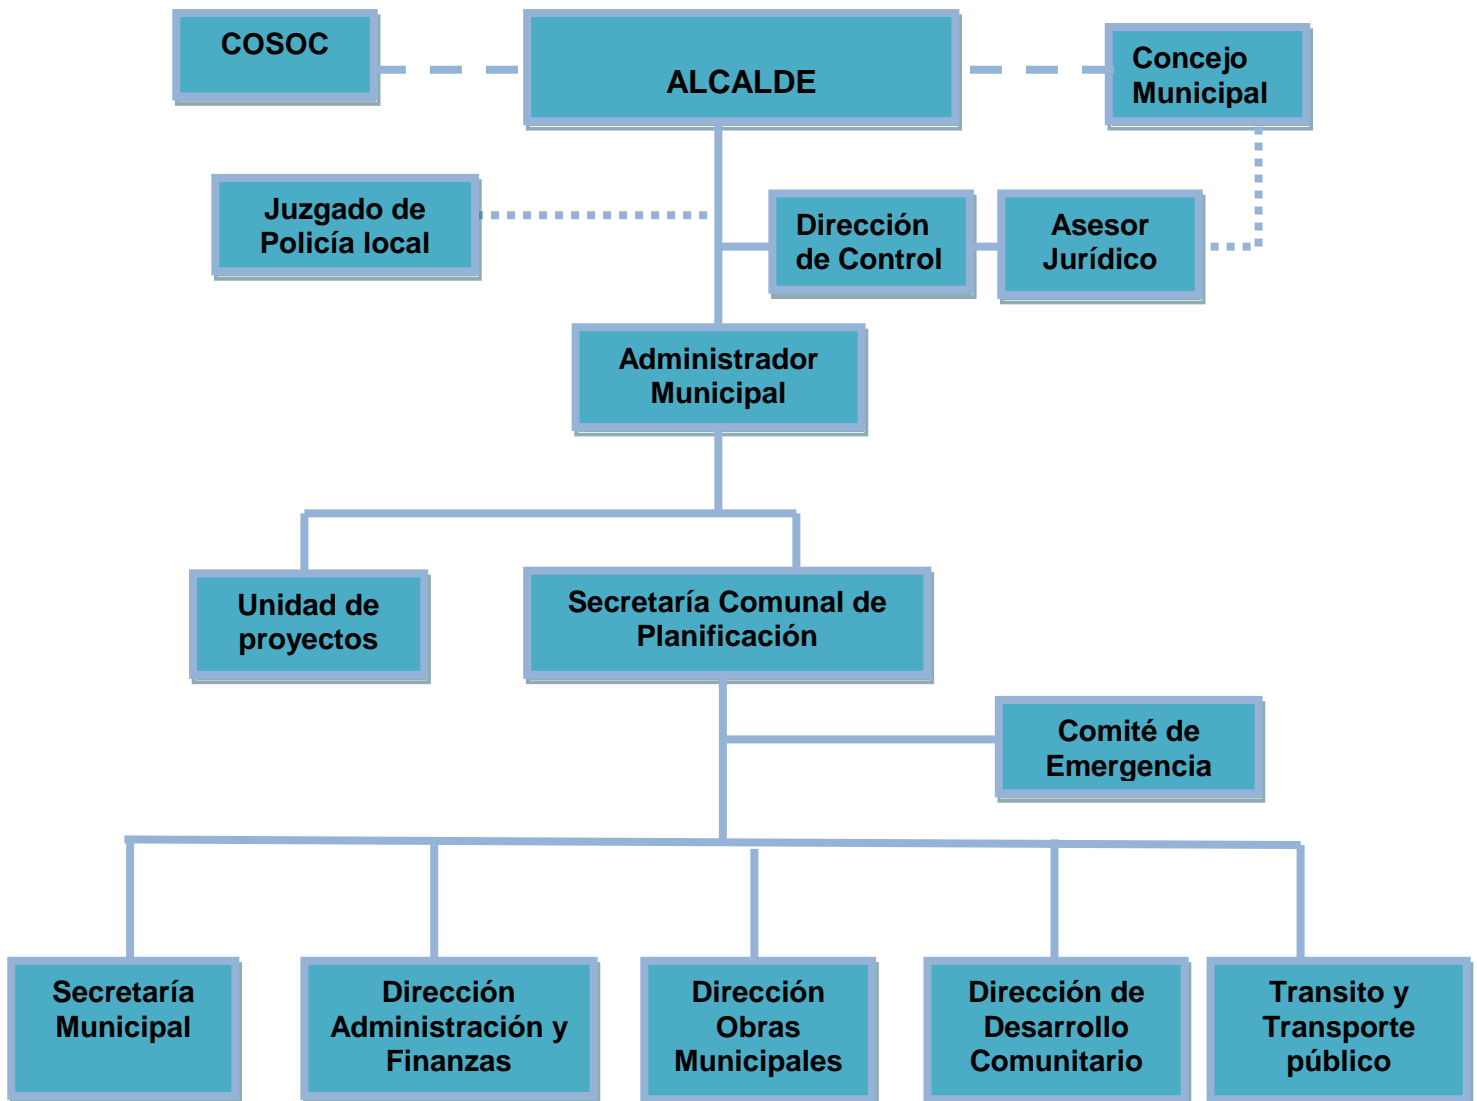 COSOC
ALCALDE
Concejo
Municipal
Juzgado de
Policía local
Dirección
de Control
Asesor
Jurídico
Administrador
Municipal
Unidad de
proyectos
Secretaría Comunal de
Planificación
Comité de
Emergencia
Secretaría
Municipal
Dirección
Administración y
Finanzas
Dirección
Obras
Municipales
Dirección de
Desarrollo
Comunitario
Transito y
Transporte
público